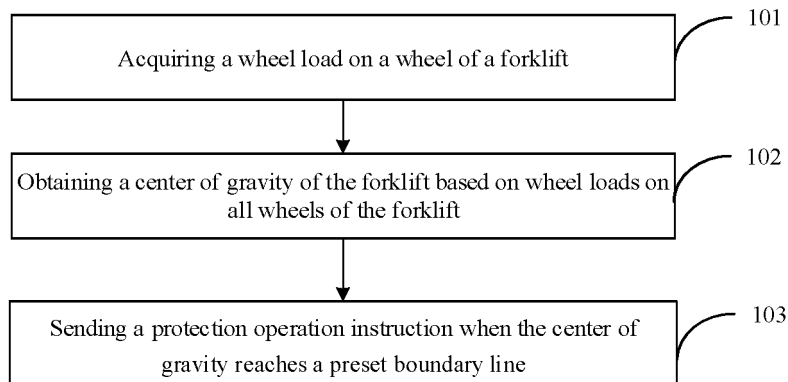 101
Acquiring a wheel load on a wheel of a forklift
102
Obtaining a center of gravity of the forklift based on wheel loads on
all wheels of the forklift
103
Sending a protection operation instruction when the center of
gravity reaches a preset boundary line